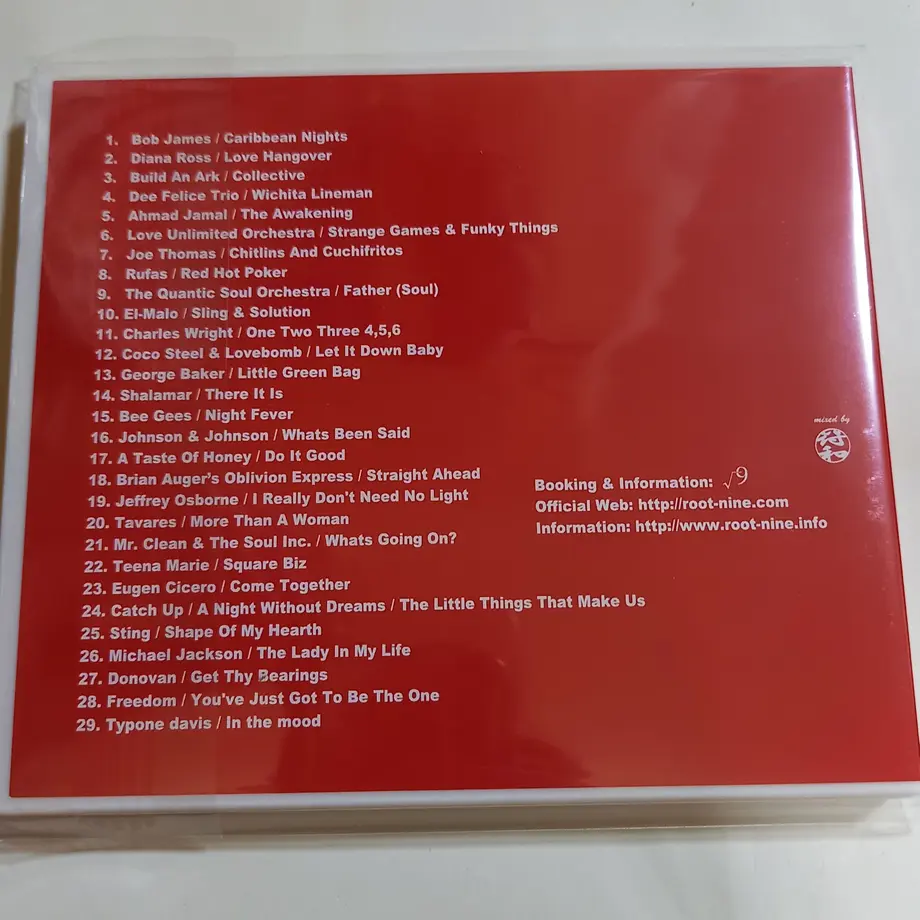 1. Bob James / Caribbean Nights
2. Diana Ross / Love Hangover
3. Build An Ark / Collective
4. Dee Felice Trio / Wichita Lineman
5. Ahmad Jamal / The Awakening
6. Love Unlimited Orchestra / Strange Games & Funky Things
7. Joe Thomas / Chitlins And Cuchifritos
8. Rufas / Red Hot Poker
9. The Quantic Soul Orchestra / Father (Soul)
10. El-Malo / Sling & Solution
11. Charles Wright / One Two Three 4,5,6
12. Coco Steel & Lovebomb / Let It Down Baby
13. George Baker / Little Green Bag
14. Shalamar / There It Is
15. Bee Gees / Night Fever
16. Johnson & Johnson / Whats Been Said
17. A Taste Of Honey / Do It Good
18. Brian Auger's Oblivion Express / Straight Ahead
19. Jeffrey Osborne / I Really Don't Need No Light
20. Tavares / More Than A Woman
21. Mr. Clean & The Soul Inc. / Whats Going On?
22. Teena Marie / Square Biz
23. Eugen Cicero / Come Together
24. Catch Up / A Night Without Dreams / The Little Things That Make Us
25. Sting / Shape Of My Hearth
26. Michael Jackson / The Lady In My Life
27. Donovan / Get Thy Bearings
28. Freedom / You've Just Got To Be The One
29. Typone davis / In the mood
mixed by
符和
Booking & Information: √9
Official Web: http://root-nine.com
Information: http://www.root-nine.info